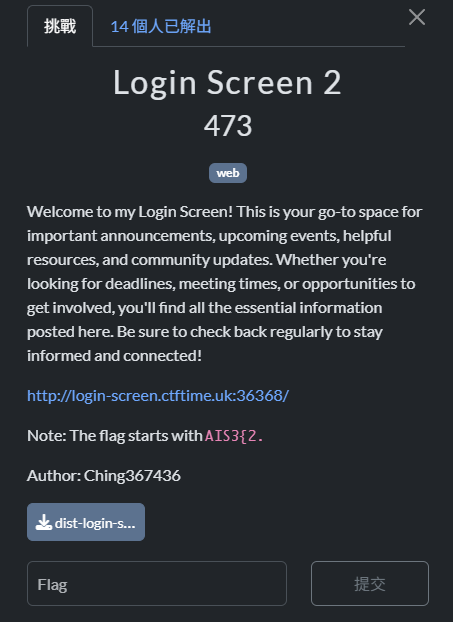 挑戰
14 個人已解出
Login Screen 2
473
web
Welcome to my Login Screen! This is your go-to space for
important announcements, upcoming events, helpful
resources, and community updates. Whether you're
looking for deadlines, meeting times, or opportunities to
get involved, you'll find all the essential information
posted here. Be sure to check back regularly to stay
informed and connected!
http://login-screen.ctftime.uk:36368/
Note: The flag starts with AIS3{2.
Author: Ching367436
dist-login-s...
Flag
提交